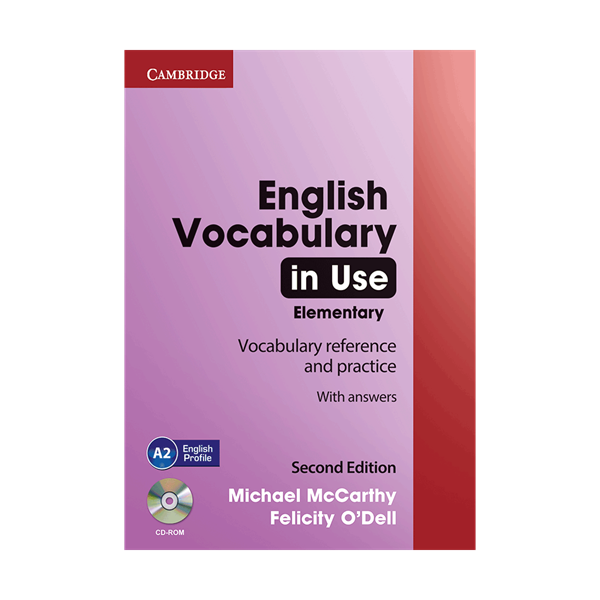 CAMBRIDGE
English
Vocabulary
in Use
Elementary
Vocabulary reference
and practice
With answers
A2 English
Profile
Second Edition
Michael McCarthy
Felicity O'Dell
CD-ROM